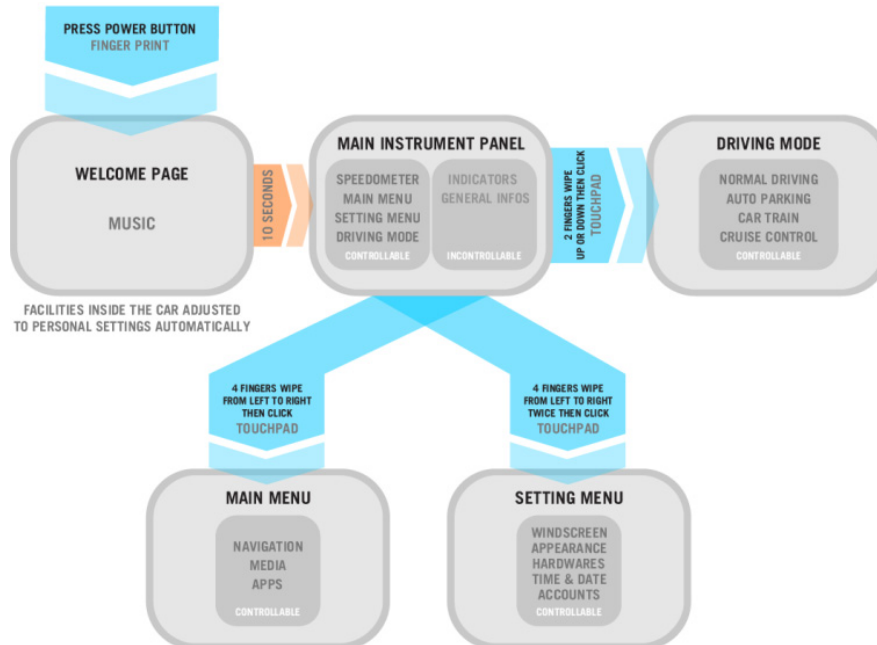 PRESS POWER BUTTON
FINGER PRINT
WELCOME PAGE
MUSIC
FACILITIES INSIDE THE CAR ADJUSTED
TO PERSONAL SETTINGS AUTOMATICALLY
10 SECONDS
MAIN INSTRUMENT PANEL
SPEEDOMETER
MAIN MENU
SETTING MENU
DRIVING MODE
CONTROLLABLE
INDICATORS
GENERAL INFOS
INCONTROLLABLE
2 FINGERS WIPE
UP OR DOWN THEN CLICK
TOUCHPAD
DRIVING MODE
NORMAL DRIVING
AUTO PARKING
CAR TRAIN
CRUISE CONTROL
CONTROLLABLE
4 FINGERS WIPE
FROM LEFT TO RIGHT
THEN CLICK
TOUCHPAD
MAIN MENU
NAVIGATION
MEDIA
APPS
CONTROLLABLE
4 FINGERS WIPE
FROM LEFT TO RIGHT
TWICE THEN CLICK
TOUCHPAD
SETTING MENU
WINDSCREEN
APPEARANCE
HARDWARES
TIME & DATE
ACCOUNTS
CONTROLLABLE